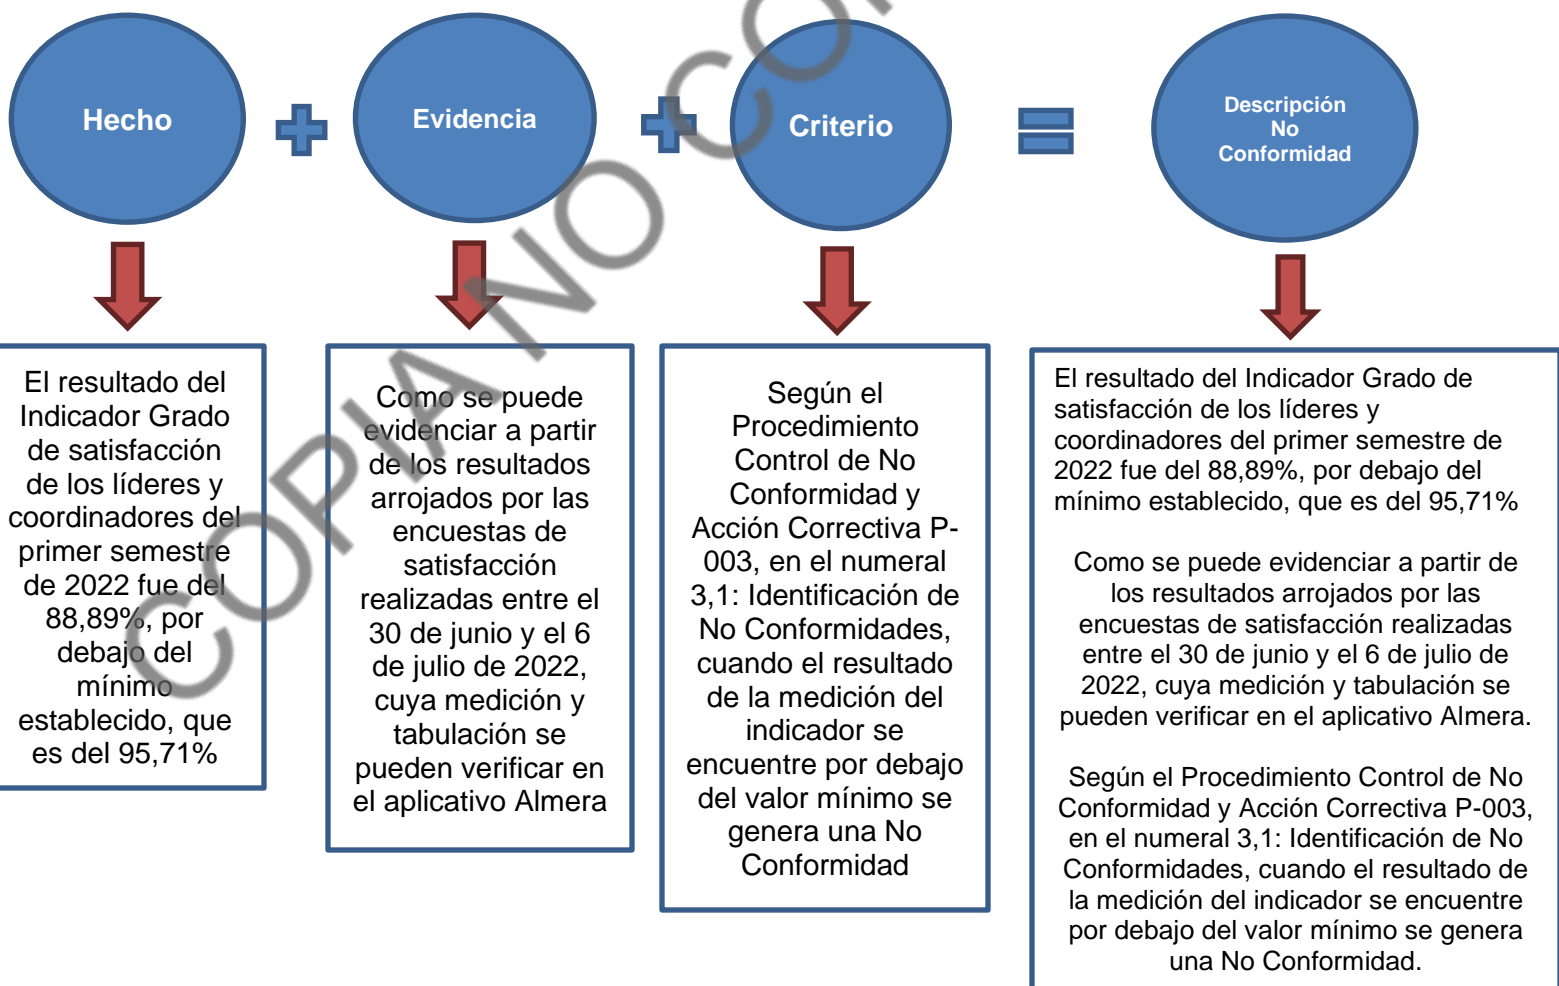 Hecho
Evidencia
Criterio
Descripción
No
Conformidad
El resultado del
Indicador Grado
de satisfacción
de los líderes y
coordinadores del
primer semestre
de 2022 fue del
88,89%, por
debajo del
mínimo
establecido, que
es del 95,71%
Como se puede
evidenciar a partir
de los resultados
arrojados por las
encuestas de
satisfacción
realizadas entre el
30 de junio y el 6
de julio de 2022,
cuya medición y
tabulación se
pueden verificar en
el aplicativo Almera
Según el
Procedimiento
Control de No
Conformidad y
Acción Correctiva P-
003, en el numeral
3,1: Identificación de
No Conformidades,
cuando el resultado
de la medición del
indicador se
encuentre por debajo
del valor mínimo se
genera una No
Conformidad
El resultado del Indicador Grado de
satisfacción de los líderes y
coordinadores del primer semestre de
2022 fue del 88,89%, por debajo del
mínimo establecido, que es del 95,71%
Como se puede evidenciar a partir de
los resultados arrojados por las
encuestas de satisfacción realizadas
entre el 30 de junio y el 6 de julio de
2022, cuya medición y tabulación se
pueden verificar en el aplicativo Almera.
Según el Procedimiento Control de No
Conformidad y Acción Correctiva P-003,
en el numeral 3,1: Identificación de No
Conformidades, cuando el resultado de
la medición del indicador se encuentre
por debajo del valor mínimo se genera
una No Conformidad.
COPIA NO CO